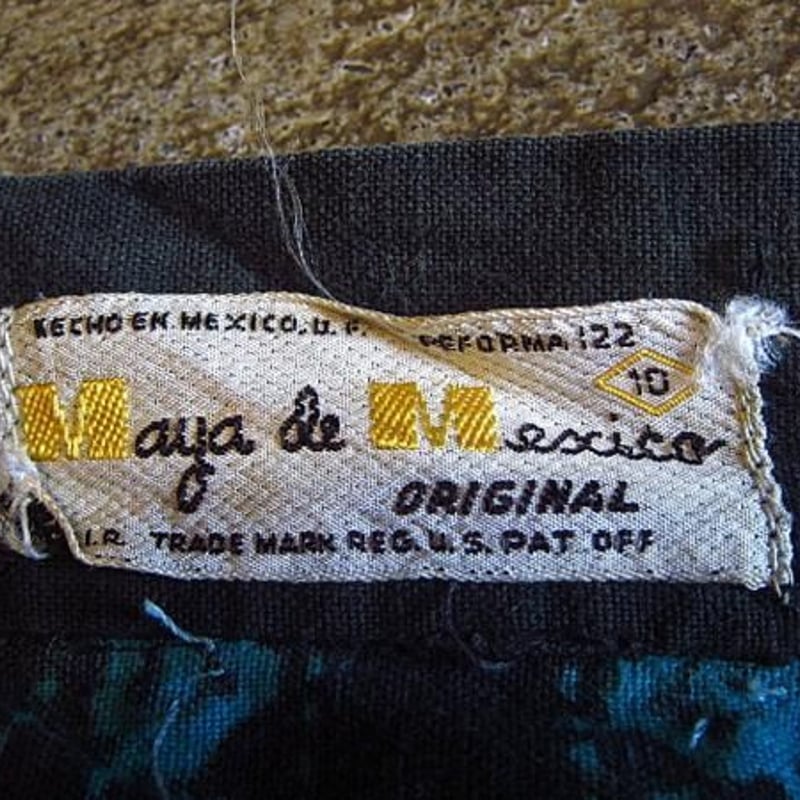 HECHO EN MEXICO, D. F. REFORMA 122
10
Maya de Mexico
ORIGINAL
I.R. TRADE MARK REG. U.S. PAT OFF